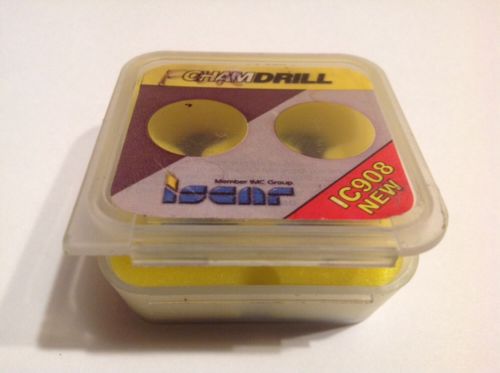 CHAMDRILL
Member IMC Group
iscar
IC908
NEW